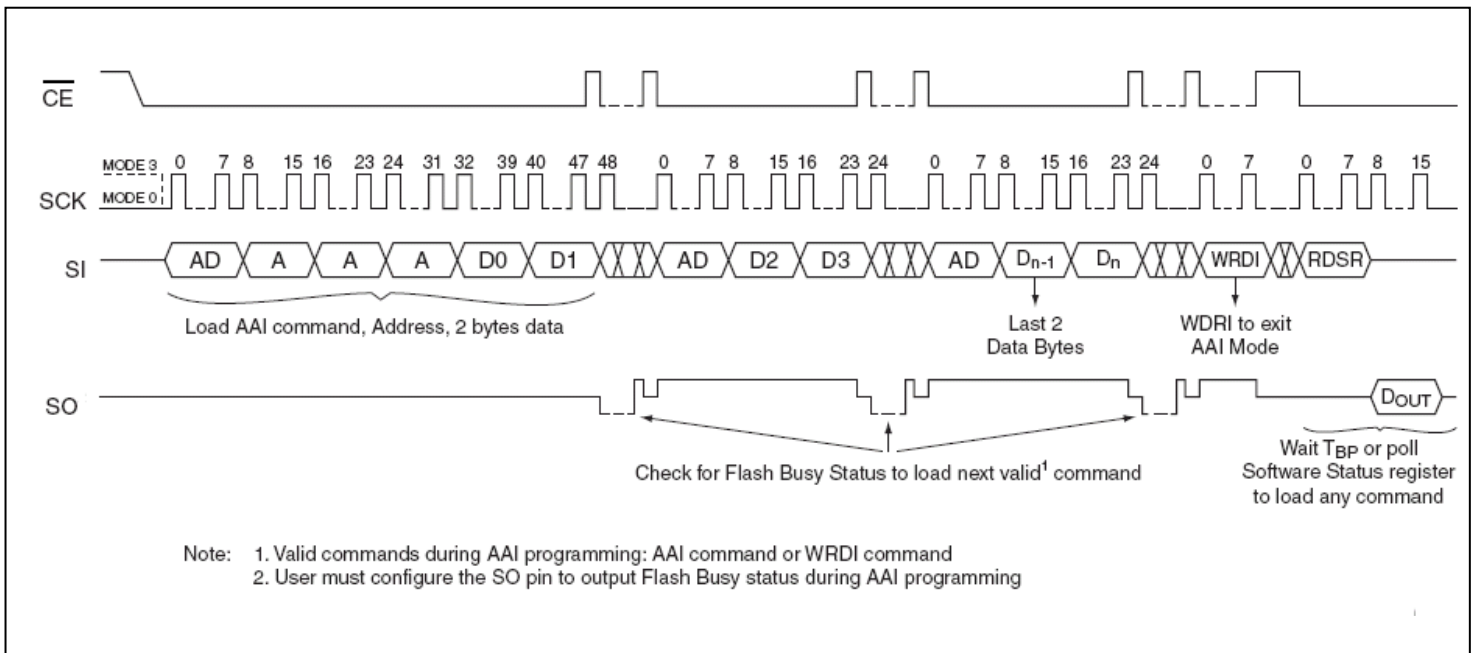 CE
MODE 3 0 7 8 15 16 23 24 31 32 39 40 47 48 0 7 8 15 16 23 24 0 7 8 15 16 23 24 0 7 0 7 8 15
SCK MODE 0
SI AD A A A D0 D1 AD D2 D3 AD Dn-1 Dn WRDI RDSR
Load AAI command, Address, 2 bytes data
Last 2
Data Bytes
WDRI to exit
AAI Mode
SO DOUT
Check for Flash Busy Status to load next valid1 command
Wait TBP or poll
Software Status register
to load any command
Note: 1. Valid commands during AAI programming: AAI command or WRDI command
2. User must configure the SO pin to output Flash Busy status during AAI programming